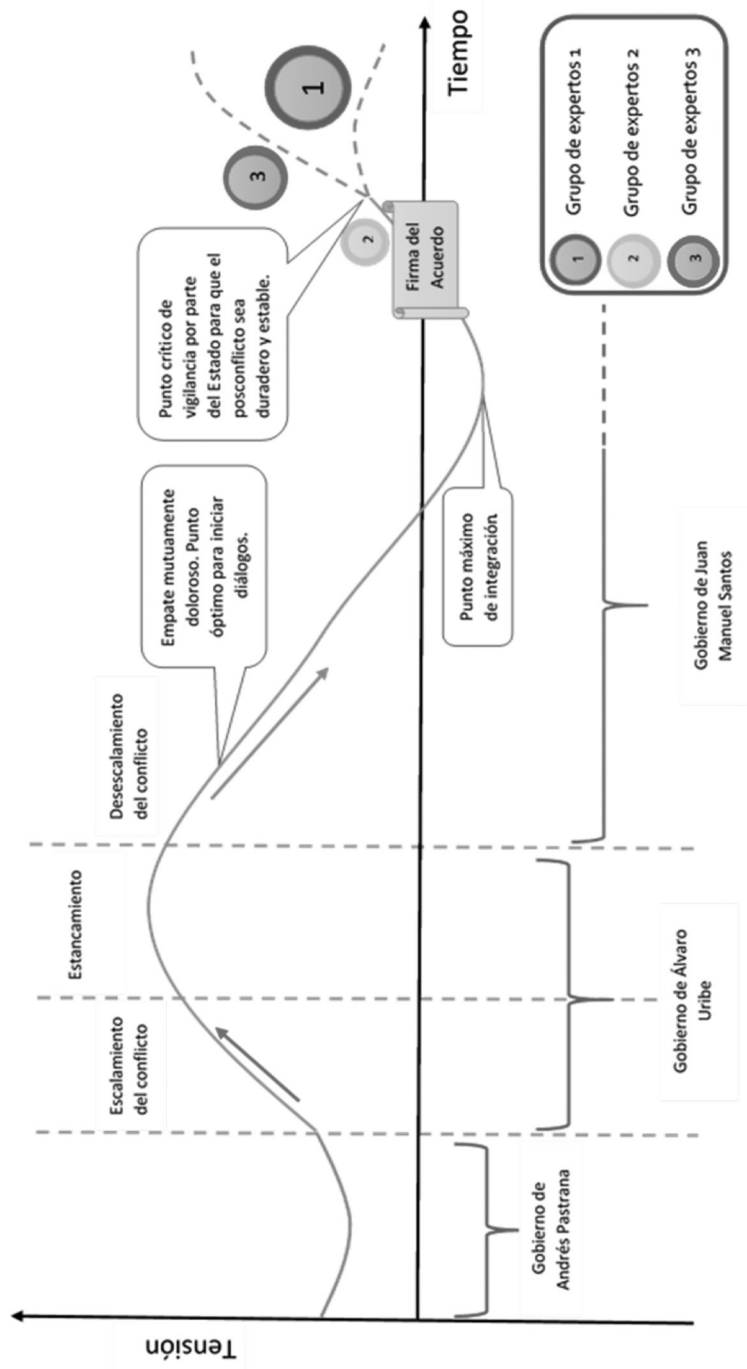 Tensión
Escalamiento
del conflicto
Estancamiento
Desescalamiento
del conflicto
Empate mutuamente
doloroso. Punto
óptimo para iniciar
diálogos.
Punto crítico de
vigilancia por parte
del Estado para que el
posconflicto sea
duradero y estable.
3
1
2
Firma del
Acuerdo
Tiempo
Punto máximo
de integración.
Gobierno de
Andrés Pastrana
Gobierno de Álvaro
Uribe
Gobierno de Juan
Manuel Santos
1 Grupo de expertos 1
2 Grupo de expertos 2
3 Grupo de expertos 3